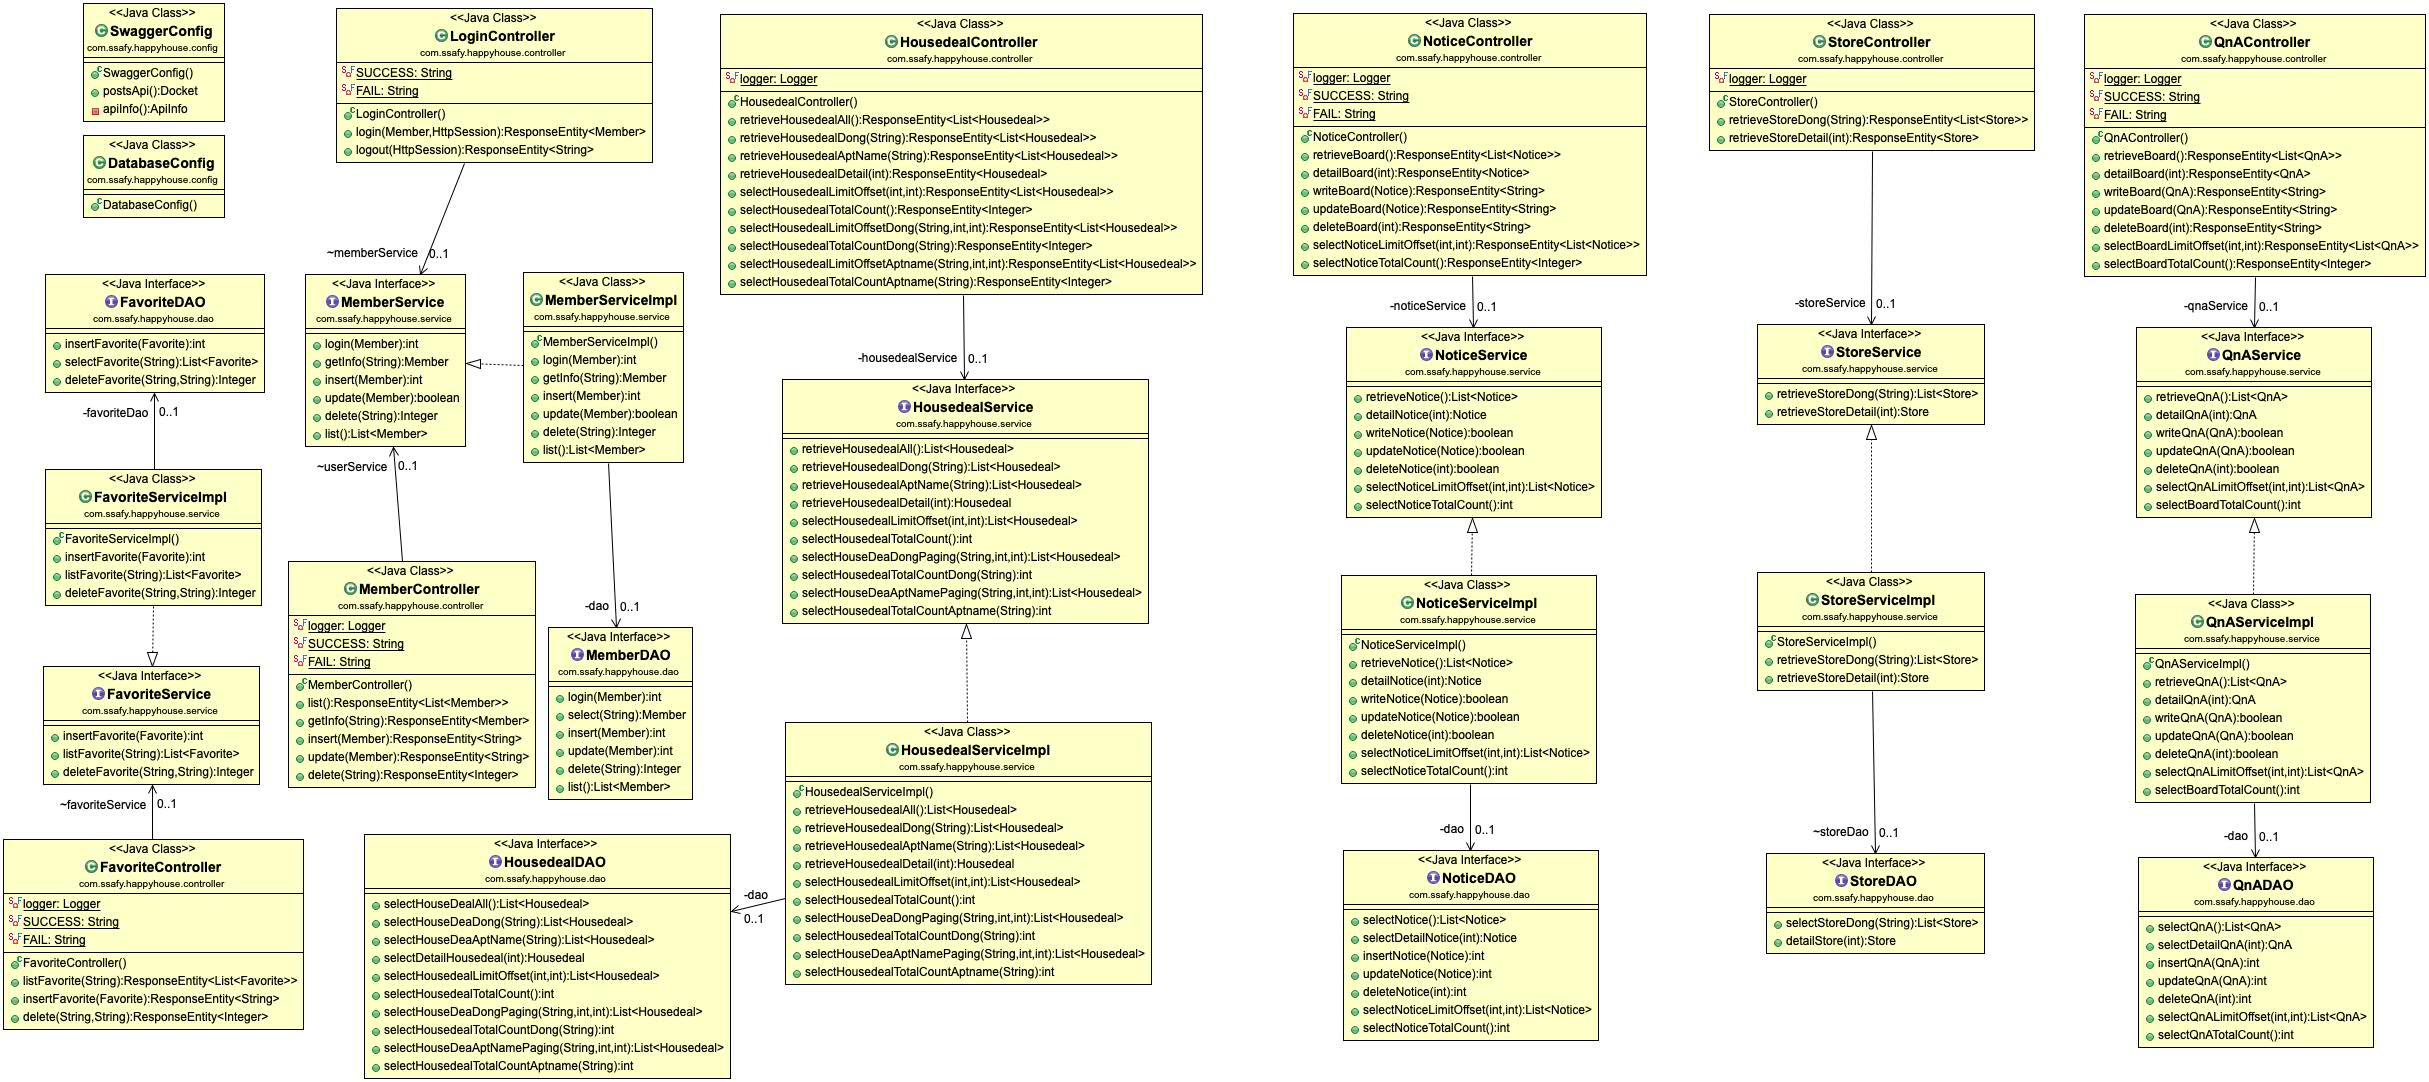 <<Java Class>>
SwaggerConfig
com.ssafy.happyhouse.config
SwaggerConfig()
postsApi():Docket
apiInfo():ApiInfo
<<Java Class>>
DatabaseConfig
com.ssafy.happyhouse.config
DatabaseConfig()
<<Java Interface>>
FavoriteDAO
com.ssafy.happyhouse.dao
insertFavorite(Favorite):int
selectFavorite(String):List<Favorite>
deleteFavorite(String,String):Integer
-favoriteDao
0..1
<<Java Class>>
FavoriteServiceImpl
com.ssafy.happyhouse.service
FavoriteServiceImpl()
insertFavorite(Favorite):int
listFavorite(String):List<Favorite>
deleteFavorite(String,String):Integer
<<Java Interface>>
FavoriteService
com.ssafy.happyhouse.service
insertFavorite(Favorite):int
listFavorite(String):List<Favorite>
deleteFavorite(String,String):Integer
~favoriteService
0..1
<<Java Class>>
FavoriteController
com.ssafy.happyhouse.controller
logger: Logger
SUCCESS: String
FAIL: String
FavoriteController()
listFavorite(String):ResponseEntity<List<Favorite>>
insertFavorite(Favorite):ResponseEntity<String>
delete(String,String):ResponseEntity<Integer>
<<Java Class>>
LoginController
com.ssafy.happyhouse.controller
SUCCESS: String
FAIL: String
LoginController()
login(Member,HttpSession):ResponseEntity<Member>
logout(HttpSession):ResponseEntity<String>
~memberService
0..1
<<Java Interface>>
MemberService
com.ssafy.happyhouse.service
login(Member):int
getInfo(String):Member
insert(Member):int
update(Member):boolean
delete(String):Integer
list():List<Member>
~userService
0..1
<<Java Class>>
MemberServiceImpl
com.ssafy.happyhouse.service
MemberServiceImpl()
login(Member):int
getInfo(String):Member
insert(Member):int
update(Member):boolean
delete(String):Integer
list():List<Member>
-dao
0..1
<<Java Class>>
MemberController
com.ssafy.happyhouse.controller
logger: Logger
SUCCESS: String
FAIL: String
MemberController()
list():ResponseEntity<List<Member>>
getInfo(String):ResponseEntity<Member>
insert(Member):ResponseEntity<String>
update(Member):ResponseEntity<String>
delete(String):ResponseEntity<Integer>
<<Java Interface>>
MemberDAO
com.ssafy.happyhouse.dao
login(Member):int
select(String):Member
insert(Member):int
update(Member):int
delete(String):Integer
list():List<Member>
<<Java Class>>
HousedealController
com.ssafy.happyhouse.controller
logger: Logger
HousedealController()
retrieveHousedealAll():ResponseEntity<List<Housedeal>>
retrieveHousedealDong(String):ResponseEntity<List<Housedeal>>
retrieveHousedealAptName(String):ResponseEntity<List<Housedeal>>
retrieveHousedealDetail(int):ResponseEntity<Housedeal>
selectHousedealLimitOffset(int,int):ResponseEntity<List<Housedeal>>
selectHousedealTotalCount():ResponseEntity<Integer>
selectHousedealLimitOffsetDong(String,int,int):ResponseEntity<List<Housedeal>>
selectHousedealTotalCountDong(String):ResponseEntity<Integer>
selectHousedealLimitOffsetAptname(String,int,int):ResponseEntity<List<Housedeal>>
selectHousedealTotalCountAptname(String):ResponseEntity<Integer>
-housedealService
0..1
<<Java Interface>>
HousedealService
com.ssafy.happyhouse.service
retrieveHousedealAll():List<Housedeal>
retrieveHousedealDong(String):List<Housedeal>
retrieveHousedealAptName(String):List<Housedeal>
retrieveHousedealDetail(int):Housedeal
selectHousedealLimitOffset(int,int):List<Housedeal>
selectHousedealTotalCount():int
selectHouseDeaDongPaging(String,int,int):List<Housedeal>
selectHousedealTotalCountDong(String):int
selectHouseDeaAptNamePaging(String,int,int):List<Housedeal>
selectHousedealTotalCountAptname(String):int
<<Java Class>>
HousedealServiceImpl
com.ssafy.happyhouse.service
HousedealServiceImpl()
retrieveHousedealAll():List<Housedeal>
retrieveHousedealDong(String):List<Housedeal>
retrieveHousedealAptName(String):List<Housedeal>
retrieveHousedealDetail(int):Housedeal
selectHousedealLimitOffset(int,int):List<Housedeal>
selectHousedealTotalCount():int
selectHouseDeaDongPaging(String,int,int):List<Housedeal>
selectHousedealTotalCountDong(String):int
selectHouseDeaAptNamePaging(String,int,int):List<Housedeal>
selectHousedealTotalCountAptname(String):int
-dao
0..1
<<Java Interface>>
HousedealDAO
com.ssafy.happyhouse.dao
selectHouseDealAll():List<Housedeal>
selectHouseDeaDong(String):List<Housedeal>
selectHouseDeaAptName(String):List<Housedeal>
selectDetailHousedeal(int):Housedeal
selectHousedealLimitOffset(int,int):List<Housedeal>
selectHousedealTotalCount():int
selectHouseDeaDongPaging(String,int,int):List<Housedeal>
selectHousedealTotalCountDong(String):int
selectHouseDeaAptNamePaging(String,int,int):List<Housedeal>
selectHousedealTotalCountAptname(String):int
<<Java Class>>
NoticeController
com.ssafy.happyhouse.controller
logger: Logger
SUCCESS: String
FAIL: String
NoticeController()
retrieveBoard():ResponseEntity<List<Notice>>
detailBoard(int):ResponseEntity<Notice>
writeBoard(Notice):ResponseEntity<String>
updateBoard(Notice):ResponseEntity<String>
deleteBoard(int):ResponseEntity<String>
selectNoticeLimitOffset(int,int):ResponseEntity<List<Notice>>
selectNoticeTotalCount():ResponseEntity<Integer>
-noticeService
0..1
<<Java Interface>>
NoticeService
com.ssafy.happyhouse.service
retrieveNotice():List<Notice>
detailNotice(int):Notice
writeNotice(Notice):boolean
updateNotice(Notice):boolean
deleteNotice(int):boolean
selectNoticeLimitOffset(int,int):List<Notice>
selectNoticeTotalCount():int
<<Java Class>>
NoticeServiceImpl
com.ssafy.happyhouse.service
NoticeServiceImpl()
retrieveNotice():List<Notice>
detailNotice(int):Notice
writeNotice(Notice):boolean
updateNotice(Notice):boolean
deleteNotice(int):boolean
selectNoticeLimitOffset(int,int):List<Notice>
selectNoticeTotalCount():int
-dao
0..1
<<Java Interface>>
NoticeDAO
com.ssafy.happyhouse.dao
selectNotice():List<Notice>
selectDetailNotice(int):Notice
insertNotice(Notice):int
updateNotice(Notice):int
deleteNotice(int):int
selectNoticeLimitOffset(int,int):List<Notice>
selectNoticeTotalCount():int
<<Java Class>>
StoreController
com.ssafy.happyhouse.controller
logger: Logger
StoreController()
retrieveStoreDong(String):ResponseEntity<List<Store>>
retrieveStoreDetail(int):ResponseEntity<Store>
-storeService
0..1
<<Java Interface>>
StoreService
com.ssafy.happyhouse.service
retrieveStoreDong(String):List<Store>
retrieveStoreDetail(int):Store
<<Java Class>>
StoreServiceImpl
com.ssafy.happyhouse.service
StoreServiceImpl()
retrieveStoreDong(String):List<Store>
retrieveStoreDetail(int):Store
~storeDao
0..1
<<Java Interface>>
StoreDAO
com.ssafy.happyhouse.dao
selectStoreDong(String):List<Store>
detailStore(int):Store
<<Java Class>>
QnAController
com.ssafy.happyhouse.controller
logger: Logger
SUCCESS: String
FAIL: String
QnAController()
retrieveBoard():ResponseEntity<List<QnA>>
detailBoard(int):ResponseEntity<QnA>
writeBoard(QnA):ResponseEntity<String>
updateBoard(QnA):ResponseEntity<String>
deleteBoard(int):ResponseEntity<String>
selectBoardLimitOffset(int,int):ResponseEntity<List<QnA>>
selectBoardTotalCount():ResponseEntity<Integer>
-qnaService
0..1
<<Java Interface>>
QnAService
com.ssafy.happyhouse.service
retrieveQnA():List<QnA>
detailQnA(int):QnA
writeQnA(QnA):boolean
updateQnA(QnA):boolean
deleteQnA(int):boolean
selectQnALimitOffset(int,int):List<QnA>
selectBoardTotalCount():int
<<Java Class>>
QnAServiceImpl
com.ssafy.happyhouse.service
QnAServiceImpl()
retrieveQnA():List<QnA>
detailQnA(int):QnA
writeQnA(QnA):boolean
updateQnA(QnA):boolean
deleteQnA(int):boolean
selectQnALimitOffset(int,int):List<QnA>
selectBoardTotalCount():int
-dao
0..1
<<Java Interface>>
QnADAO
com.ssafy.happyhouse.dao
selectQnA():List<QnA>
selectDetailQnA(int):QnA
insertQnA(QnA):int
updateQnA(QnA):int
deleteQnA(int):int
selectQnALimitOffset(int,int):List<QnA>
selectQnATotalCount():int